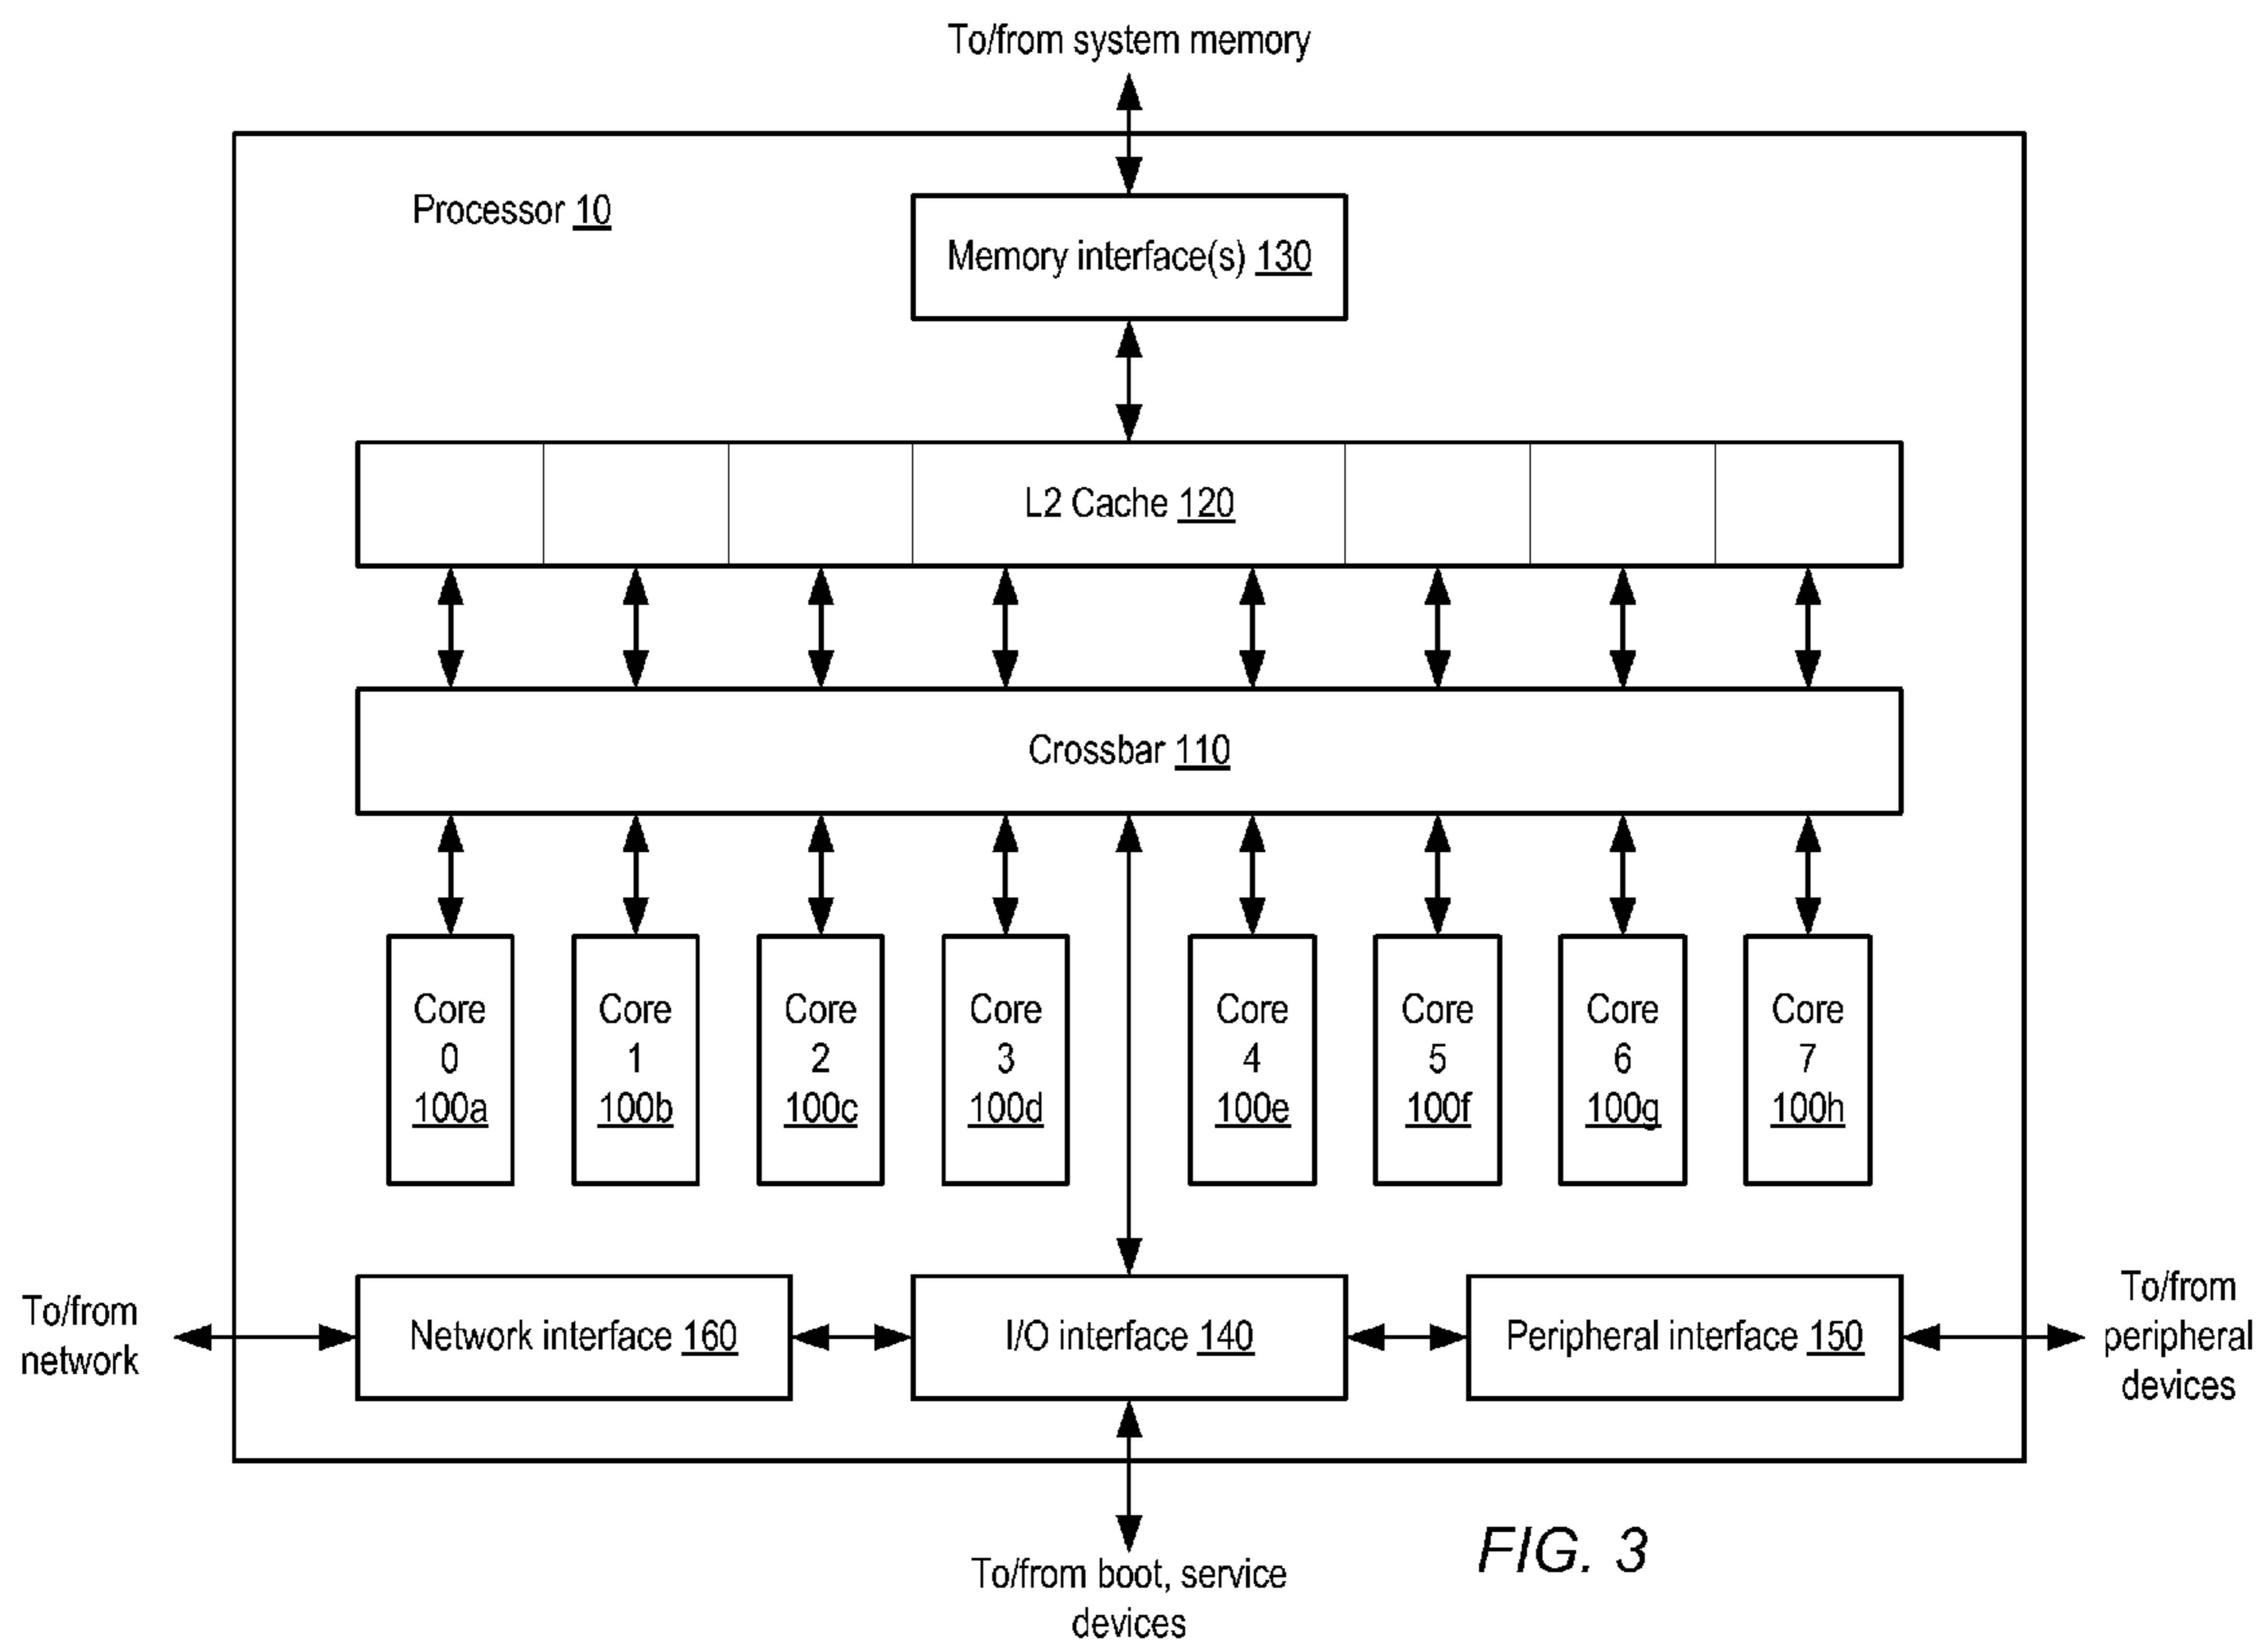 To/from system memory
Processor 10
Memory interface(s) 130
L2 Cache 120
Crossbar 110
Core
0
100a
Core
1
100b
Core
2
100c
Core
3
100d
Core
4
100e
Core
5
100f
Core
6
100g
Core
7
100h
To/from
network
Network interface 160
I/O interface 140
Peripheral interface 150
To/from
peripheral
devices
To/from boot, service
devices
FIG. 3